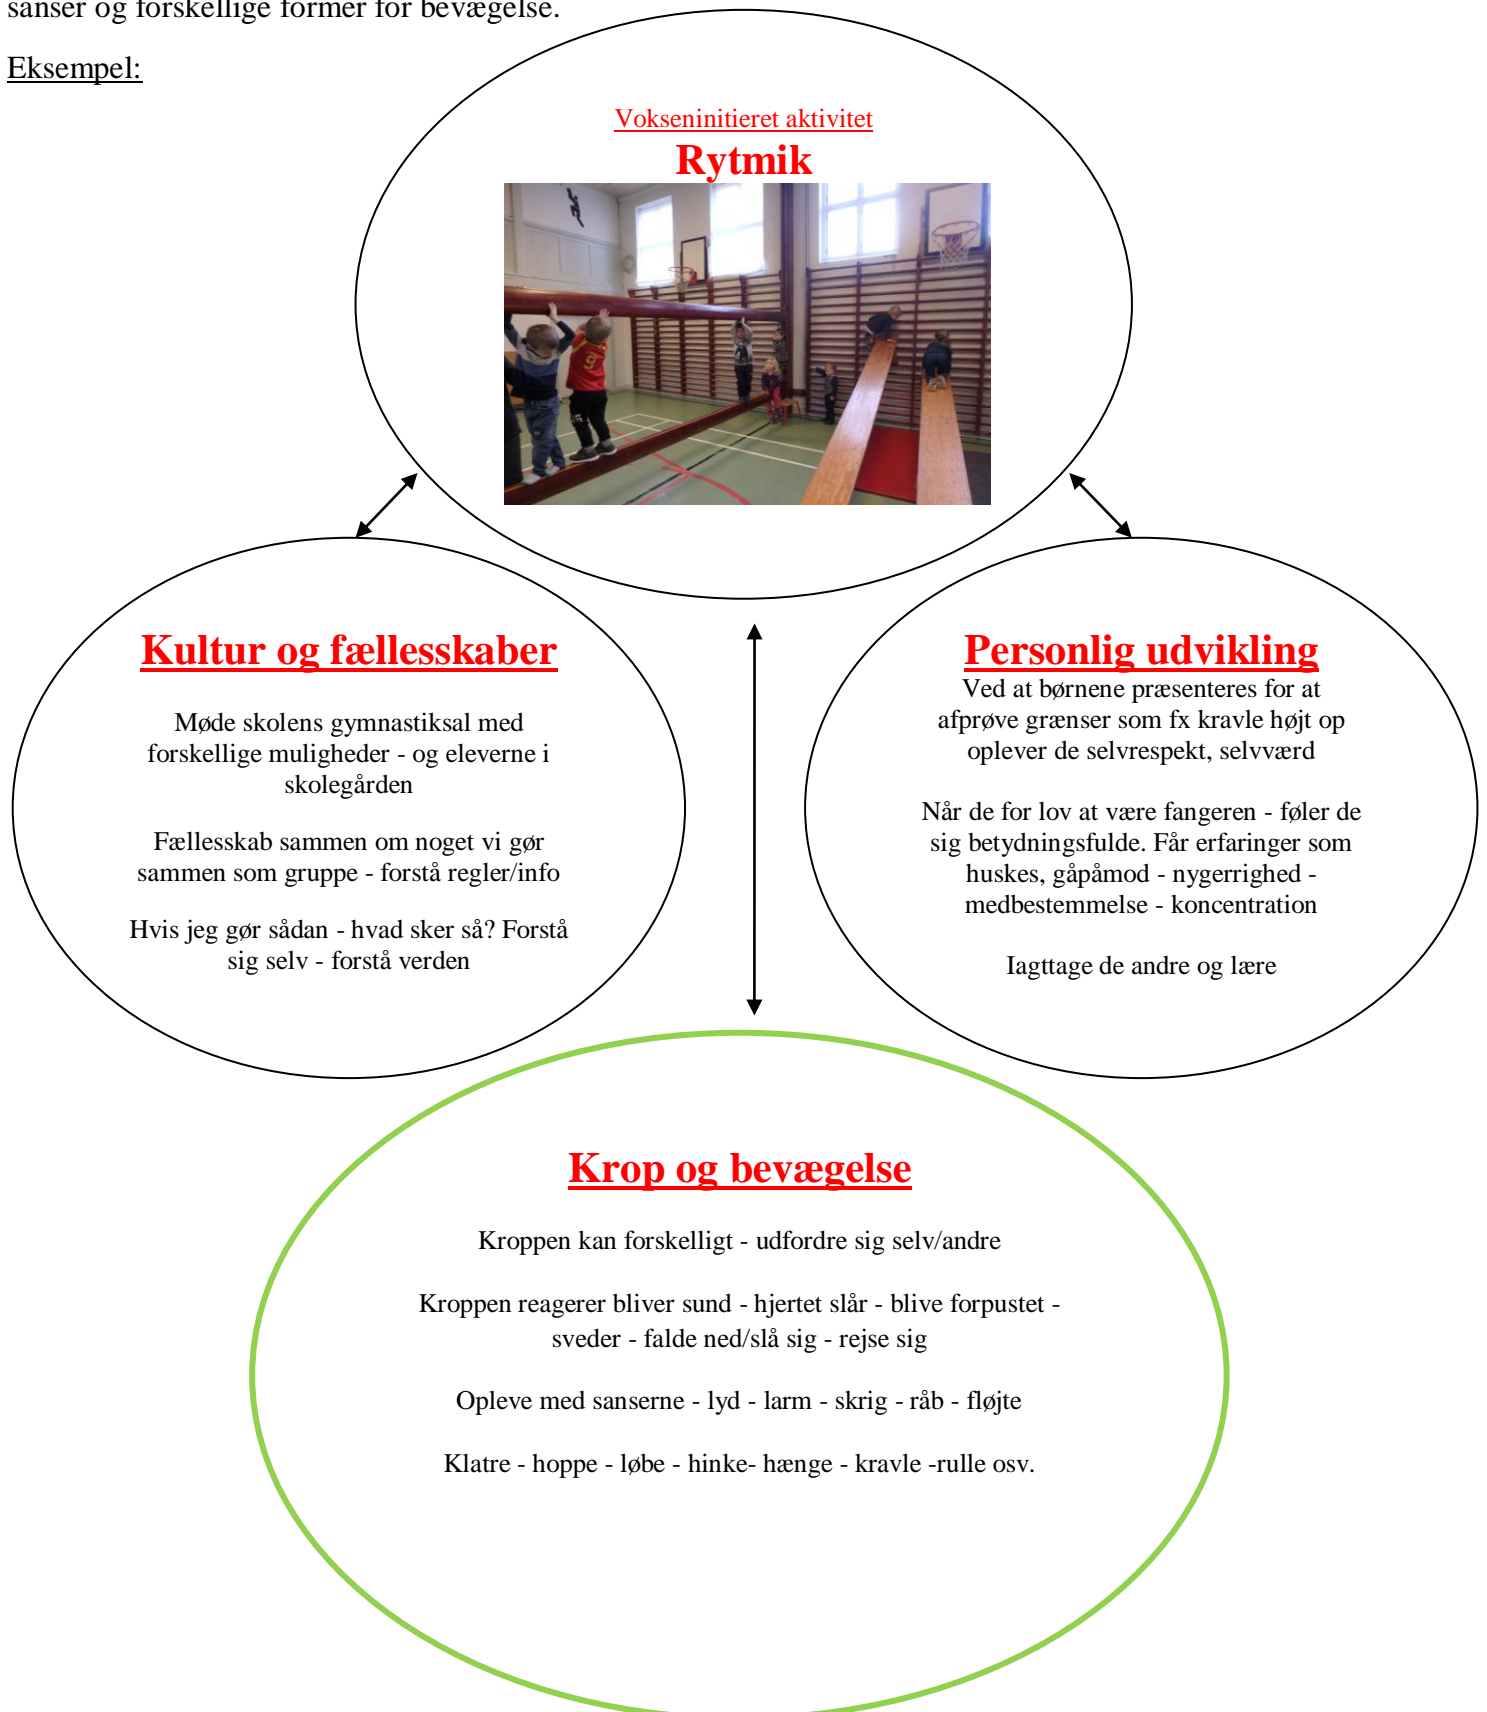 sanser og forskellige former for bevægelse.
Eksempel:
Vokseninitieret aktivitet
Rytmik
9
Kultur og fællesskaber
Møde skolens gymnastiksal med
forskellige muligheder - og eleverne i
skolegården
Fællesskab sammen om noget vi gør
sammen som gruppe - forstå regler/info
Hvis jeg gør sådan - hvad sker så? Forstå
sig selv - forstå verden
Personlig udvikling
Ved at børnene præsenteres for at
afprøve grænser som fx kravle højt op
oplever de selvrespekt, selvværd
Når de for lov at være fangeren - føler de
sig betydningsfulde. Får erfaringer som
huskes, gåpåmod - nygerrighed -
medbestemmelse - koncentration
Iagttage de andre og lære
Krop og bevægelse
Kroppen kan forskelligt - udfordre sig selv/andre
Kroppen reagerer bliver sund - hjertet slår - blive forpustet -
sveder - falde ned/slå sig - rejse sig
Opleve med sanserne - lyd - larm - skrig - råb - fløjte
Klatre - hoppe - løbe - hinke- hænge - kravle -rulle osv.